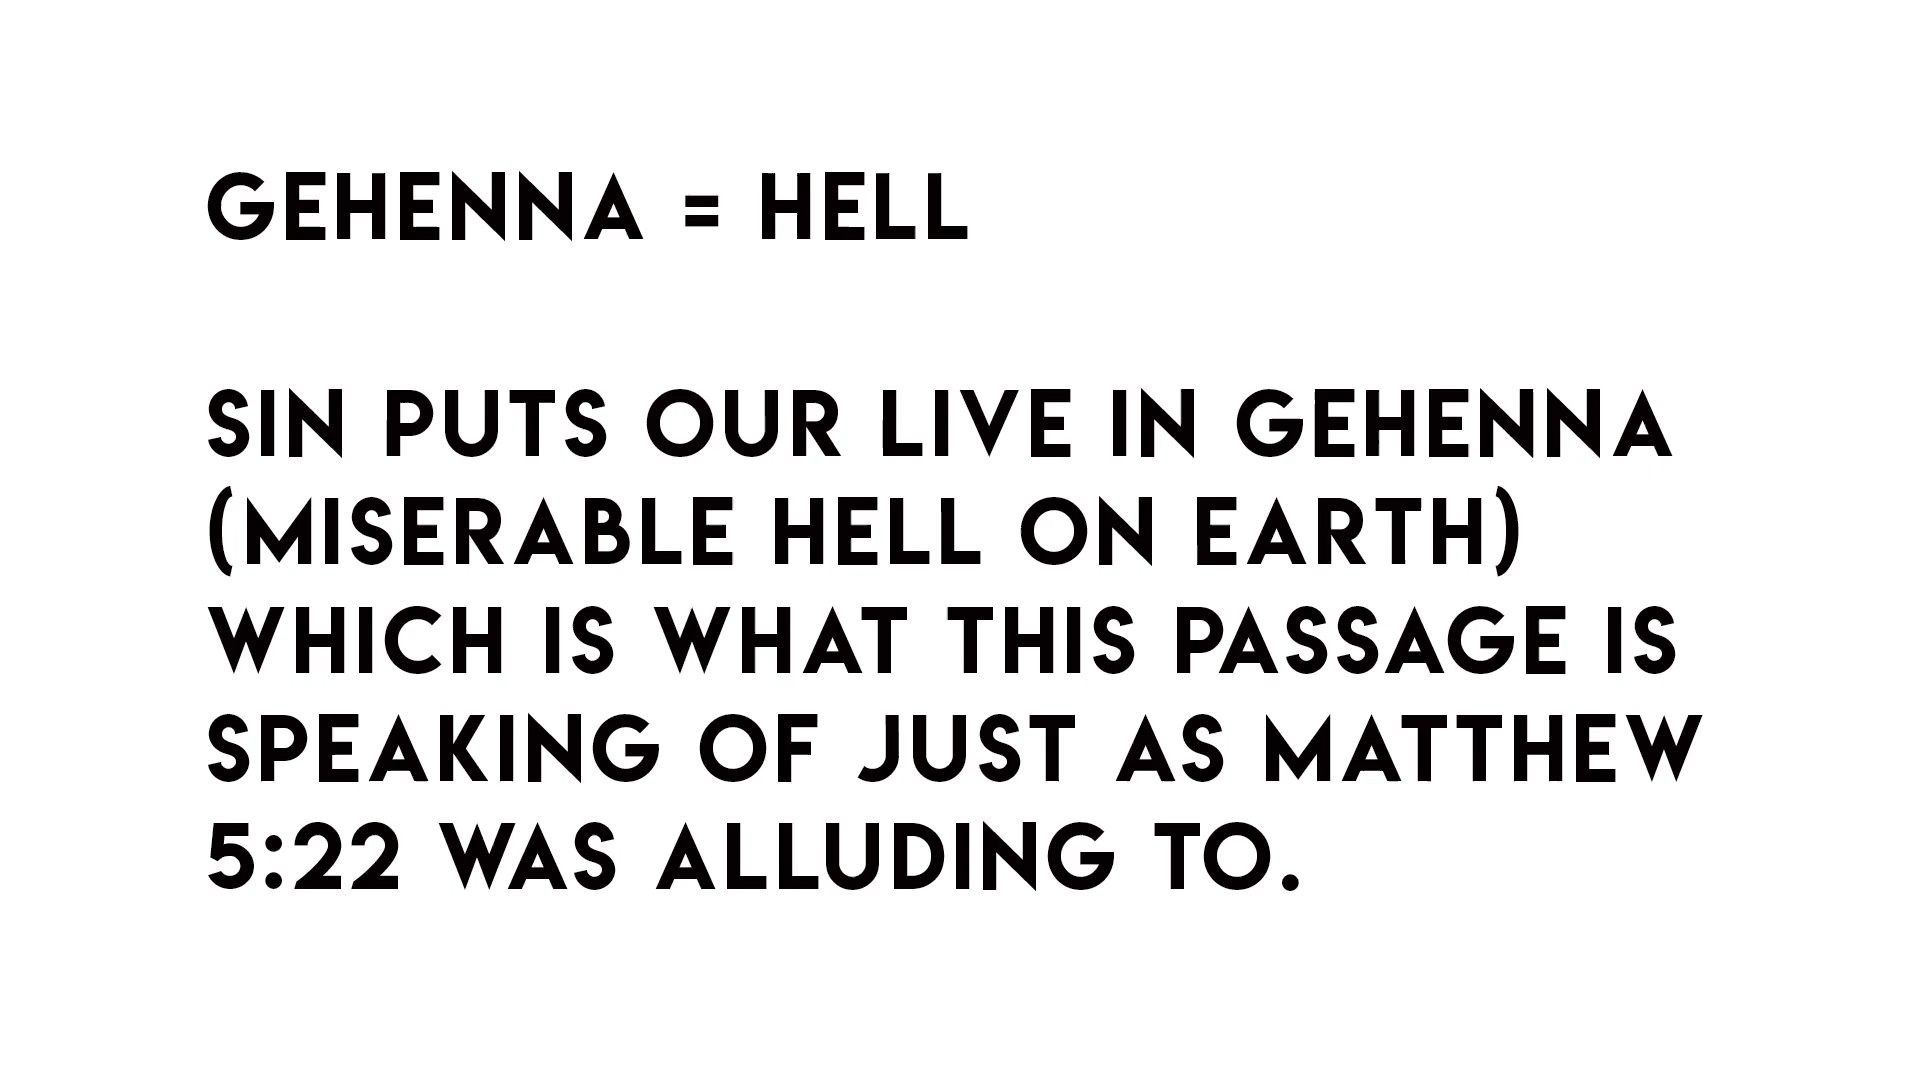 GEHENNA = HELL
SIN PUTS OUR LIVE IN GEHENNA
(MISERABLE HELL ON EARTH)
WHICH IS WHAT THIS PASSAGE IS
SPEAKING OF JUST AS MATTHEW
5:22 WAS ALLUDING TO.